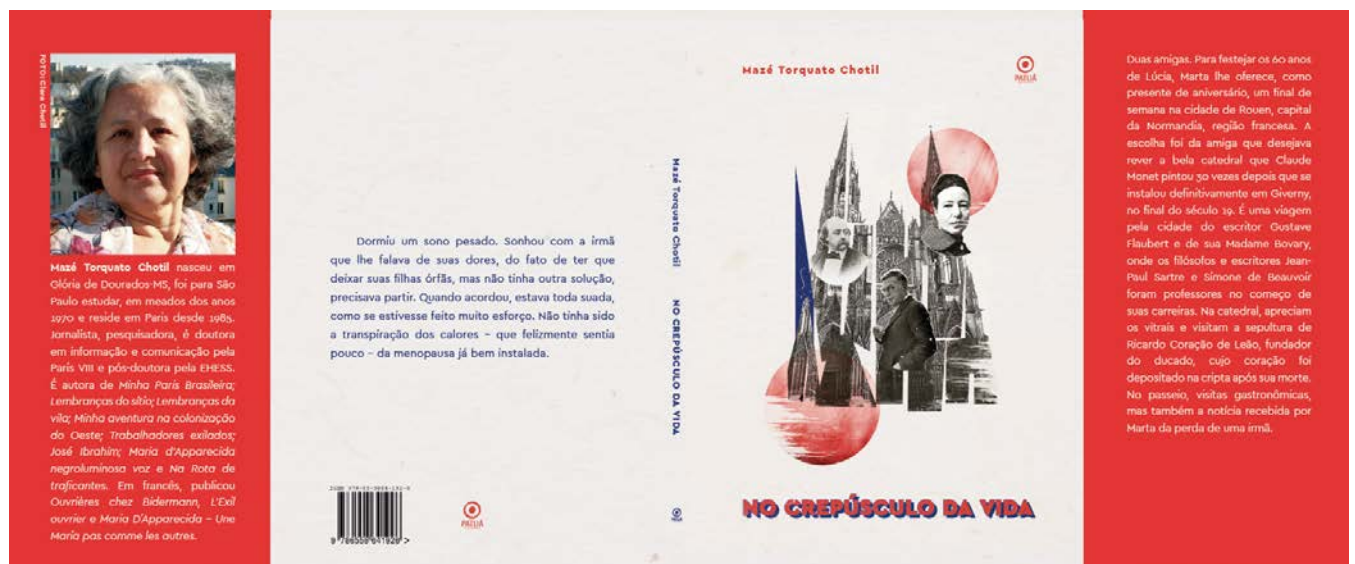 FOTO: Clara Chotil
Mazé Torquato Chotil nasceu em
Glória de Dourados-MS, foi para São
Paulo estudar, em meados dos anos
1970 e reside em Paris desde 1985.
Jornalista, pesquisadora, é doutora
em informação e comunicação pela
Paris VIII e pós-doutora pela EHESS.
É autora de Minha Paris Brasileira;
Lembranças do sítio; Lembranças da
vila; Minha aventura na colonização
do Oeste; Trabalhadores exilados;
José Ibrahim; Maria d'Apparecida
negroluminosa voz e Na Rota de
traficantes. Em francês, publicou
Ouvrières chez Bidermann, L'Exil
ouvrier e Maria D'Apparecida – Une
Maria pas comme les autres.
Dormiu um sono pesado. Sonhou com a irmã
que lhe falava de suas dores, do fato de ter que
deixar suas filhas órfãs, mas não tinha outra solução,
precisava partir. Quando acordou, estava toda suada,
como se estivesse feito muito esforço. Não tinha sido
a transpiração dos calores – que felizmente sentia
pouco – da menopausa já bem instalada.
PATUÁ
Mazé Torquato Chotil
NO CREPÚSCULO DA VIDA
Mazé Torquato Chotil
PATUÁ
NO CREPÚSCULO DA VIDA
Duas amigas. Para festejar os 60 anos
de Lúcia, Marta lhe oferece, como
presente de aniversário, um final de
semana na cidade de Rouen, capital
da Normandia, região francesa. A
escolha foi da amiga que desejava
rever a bela catedral que Claude
Monet pintou 30 vezes depois que se
instalou definitivamente em Giverny,
no final do século 19. É uma viagem
pela cidade do escritor Gustave
Flaubert e de sua Madame Bovary,
onde os filósofos e escritores Jean-
Paul Sartre e Simone de Beauvoir
foram professores no começo de
suas carreiras. Na catedral, apreciam
os vitrais e visitam a sepultura de
Ricardo Coração de Leão, fundador
do ducado, cujo coração foi
depositado na cripta após sua morte.
No passeio, visitas gastronômicas,
mas também a notícia recebida por
Marta da perda de uma irmã.